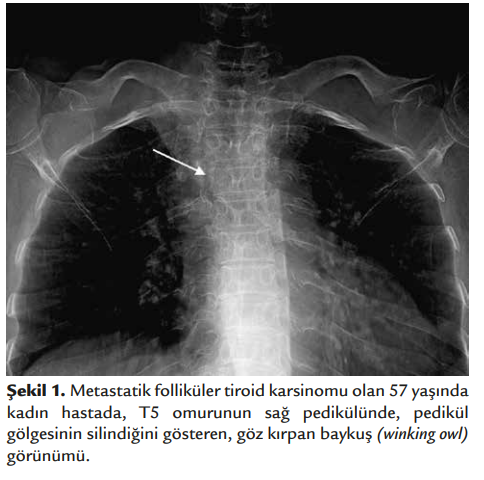 Şekil 1. Metastatik folliküler tiroid karsinomu olan 57 yaşında
kadın hastada, T5 omurunun sağ pedikülünde, pedikül
gölgesinin silindiğini gösteren, göz kırpan baykuş (winking owl)
görünümü.